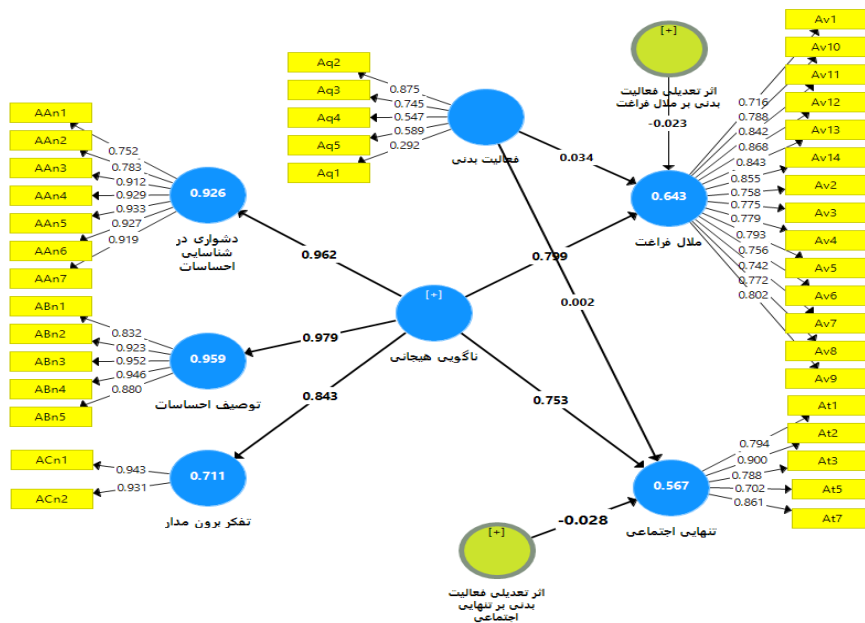 Aq2
Aq3
Aq4
Aq5
Aq1
0.875
0.745
0.547
0.589
0.292
فعالیت بدنی
[+]
اثر تعدیلی فعالیت
بدنی بر ملال فراغت
-0.023
0.034
0.643
ملال فراغت
Av1
Av10
Av11
Av12
Av13
Av14
Av2
Av3
Av4
Av5
Av6
Av7
Av8
Av9
0.716
0.788
0.842
0.868
0.843
0.855
0.758
0.775
0.779
0.793
0.756
0.742
0.772
0.802
AAn1
AAn2
AAn3
AAn4
AAn5
AAn6
AAn7
0.752
0.783
0.912
0.929
0.933
0.927
0.919
0.926
دشواری در
شناسایی
احساسات
0.962
0.799
0.002
[+]
ناگویی هیجانی
ABn1
ABn2
ABn3
ABn4
ABn5
0.832
0.923
0.952
0.946
0.880
0.959
توصیف احساسات
0.979
0.843
0.753
ACn1
ACn2
0.943
0.931
0.711
تفکر برون مدار
At1
At2
At3
At5
At7
0.794
0.900
0.788
0.702
0.861
0.567
تنهایی اجتماعی
-0.028
[+]
اثر تعدیلی فعالیت
بدنی بر تنهایی
اجتماعی